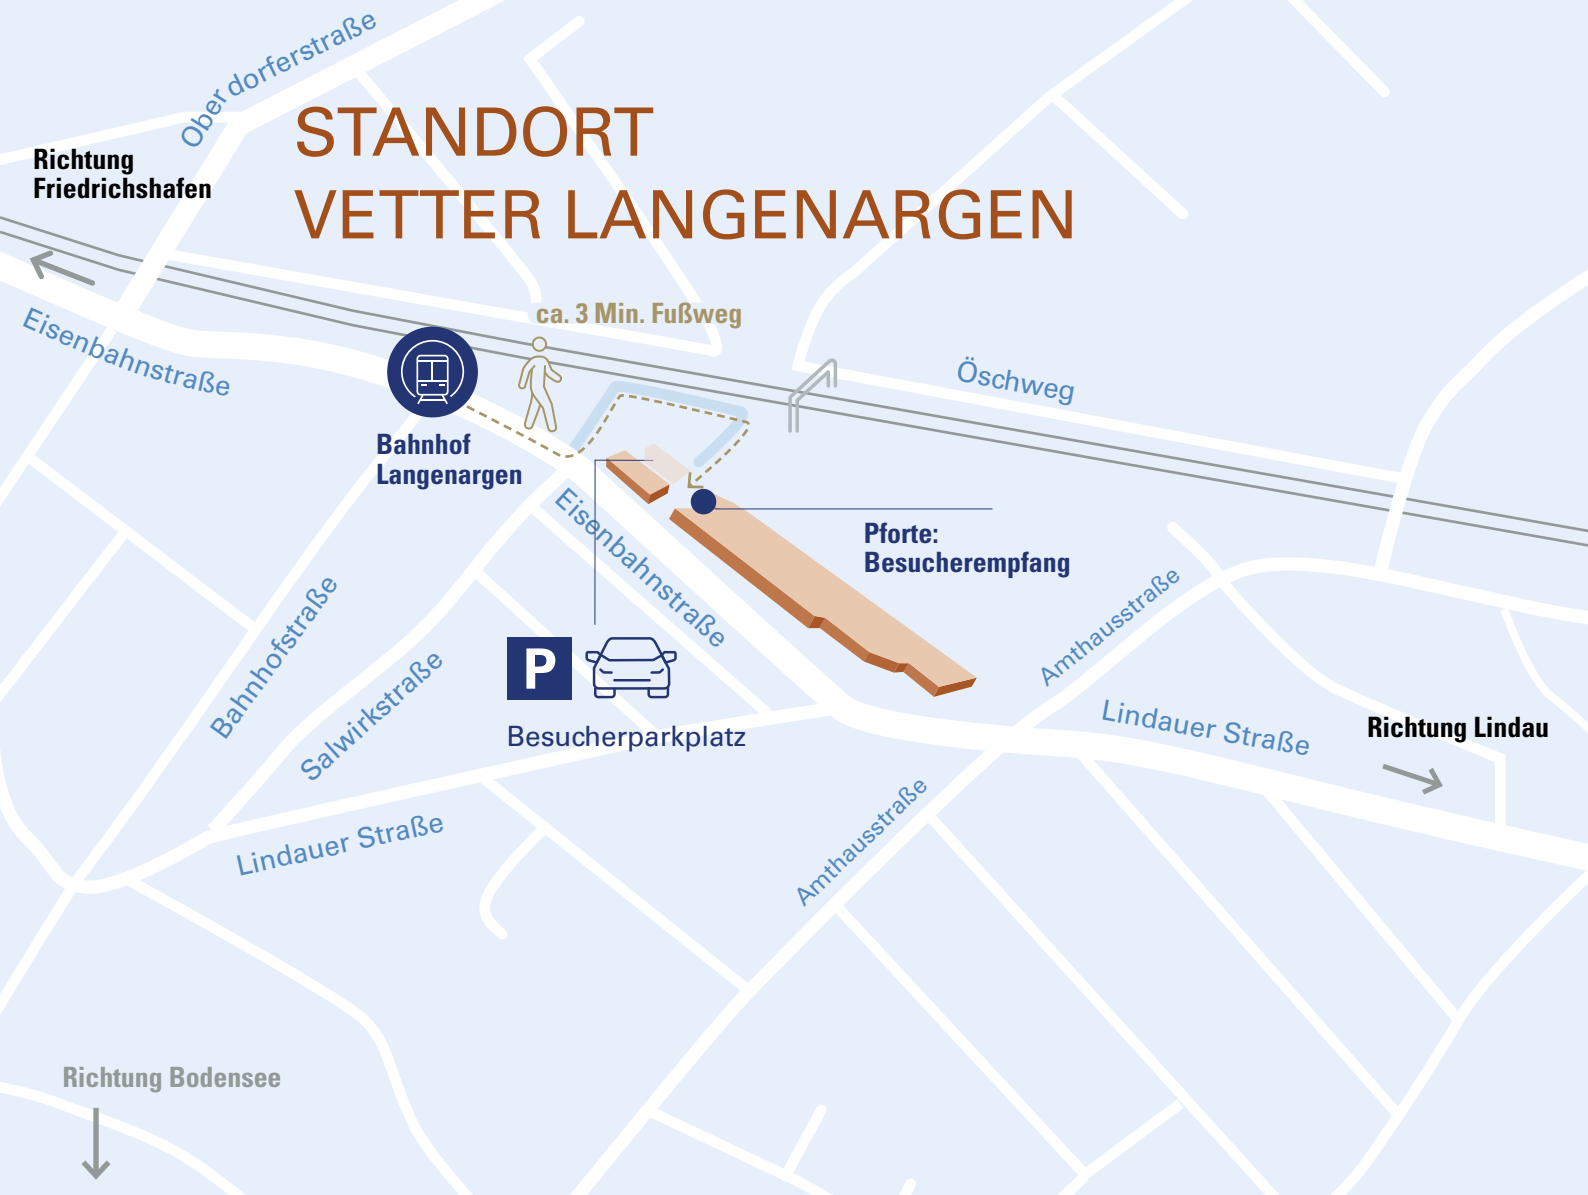 Ober dorferstraße
STANDORT
VETTER LANGENARGEN
Richtung
Friedrichshafen
ca. 3 Min. Fußweg
Eisenbahnstraße
Öschweg
Bahnhof
Langenargen
Eisenbahnstraße
Pforte:
Besucherempfang
Bahnhofstraße
Salwirkstraße
P
Besucherparkplatz
Amthausstraße
Lindauer Straße
Richtung Lindau
Lindauer Straße
Amthausstraße
Richtung Bodensee